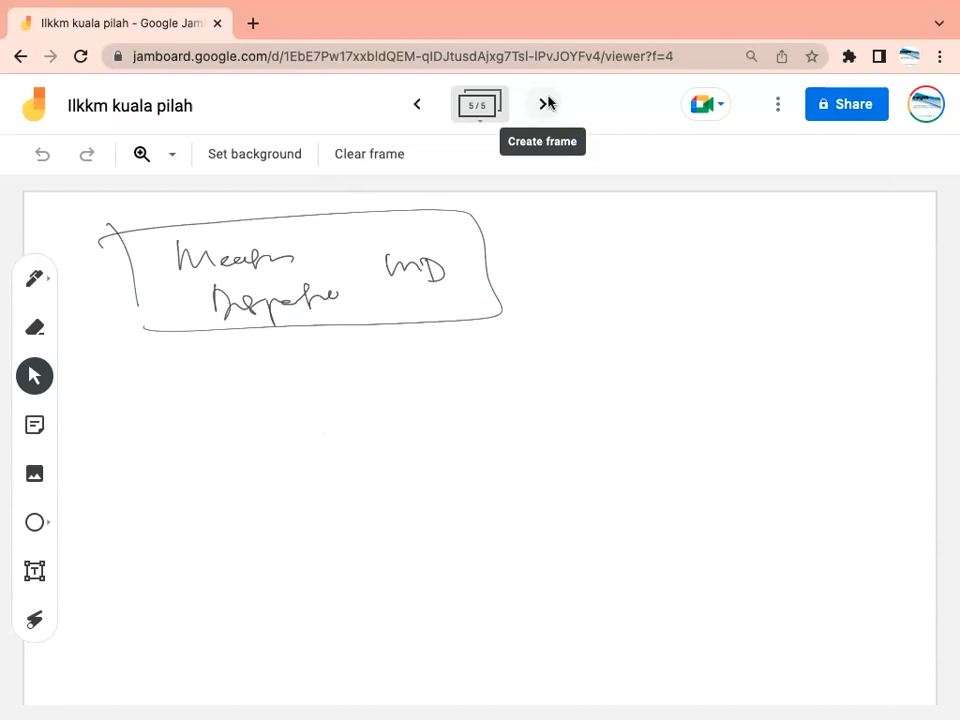 Ilkkm kuala pilah - Google Jam
jamboard.google.com/d/1EbE7Pw17xxbldQEM-qIDJtusdAjxg7Tsl-lPvJOYFv4/viewer?f=4
Ilkkm kuala pilah
5 / 5
Share
Create frame
Set background
Clear frame
MD